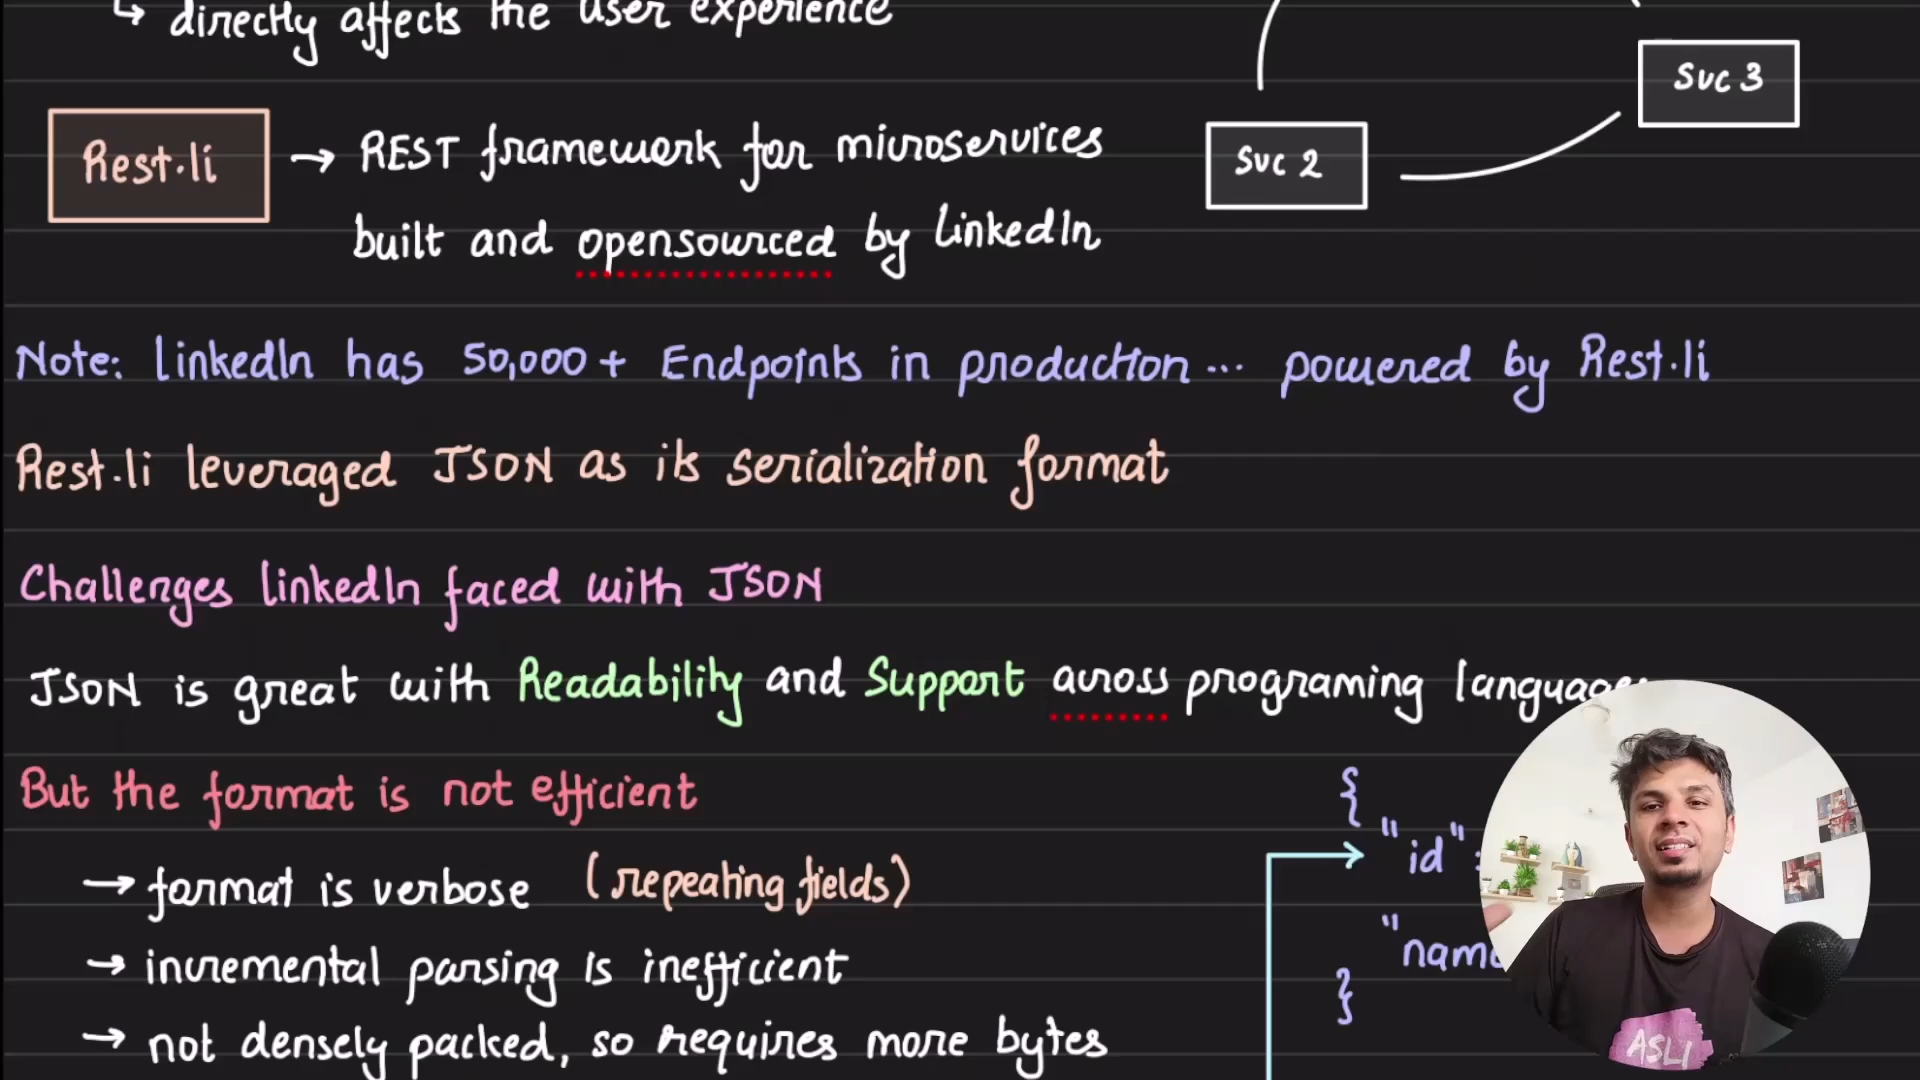 ↳ directly affects the user experience
Svc 3
Svc 2
Rest.li → REST framework for microservices
built and opensourced by LinkedIn
Note: LinkedIn has 50,000+ Endpoints in production... powered by Rest.li
Rest.li leveraged JSON as its serialization format
Challenges LinkedIn faced with JSON
JSON is great with Readability and Support across programing languages
But the format is not efficient
→ format is verbose (repeating fields)
→ incremental parsing is inefficient
→ not densely packed, so requires more bytes
{
"id":
"name
}
ASLI